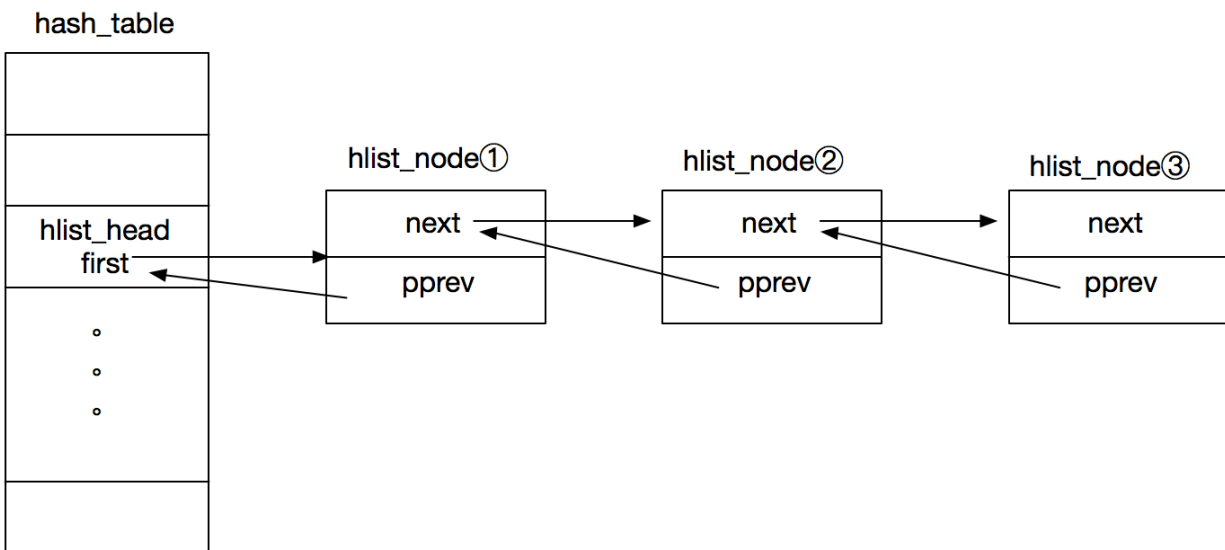 hash_table
hlist_head
first
hlist_node①
next
pprev
hlist_node②
next
pprev
hlist_node③
next
pprev